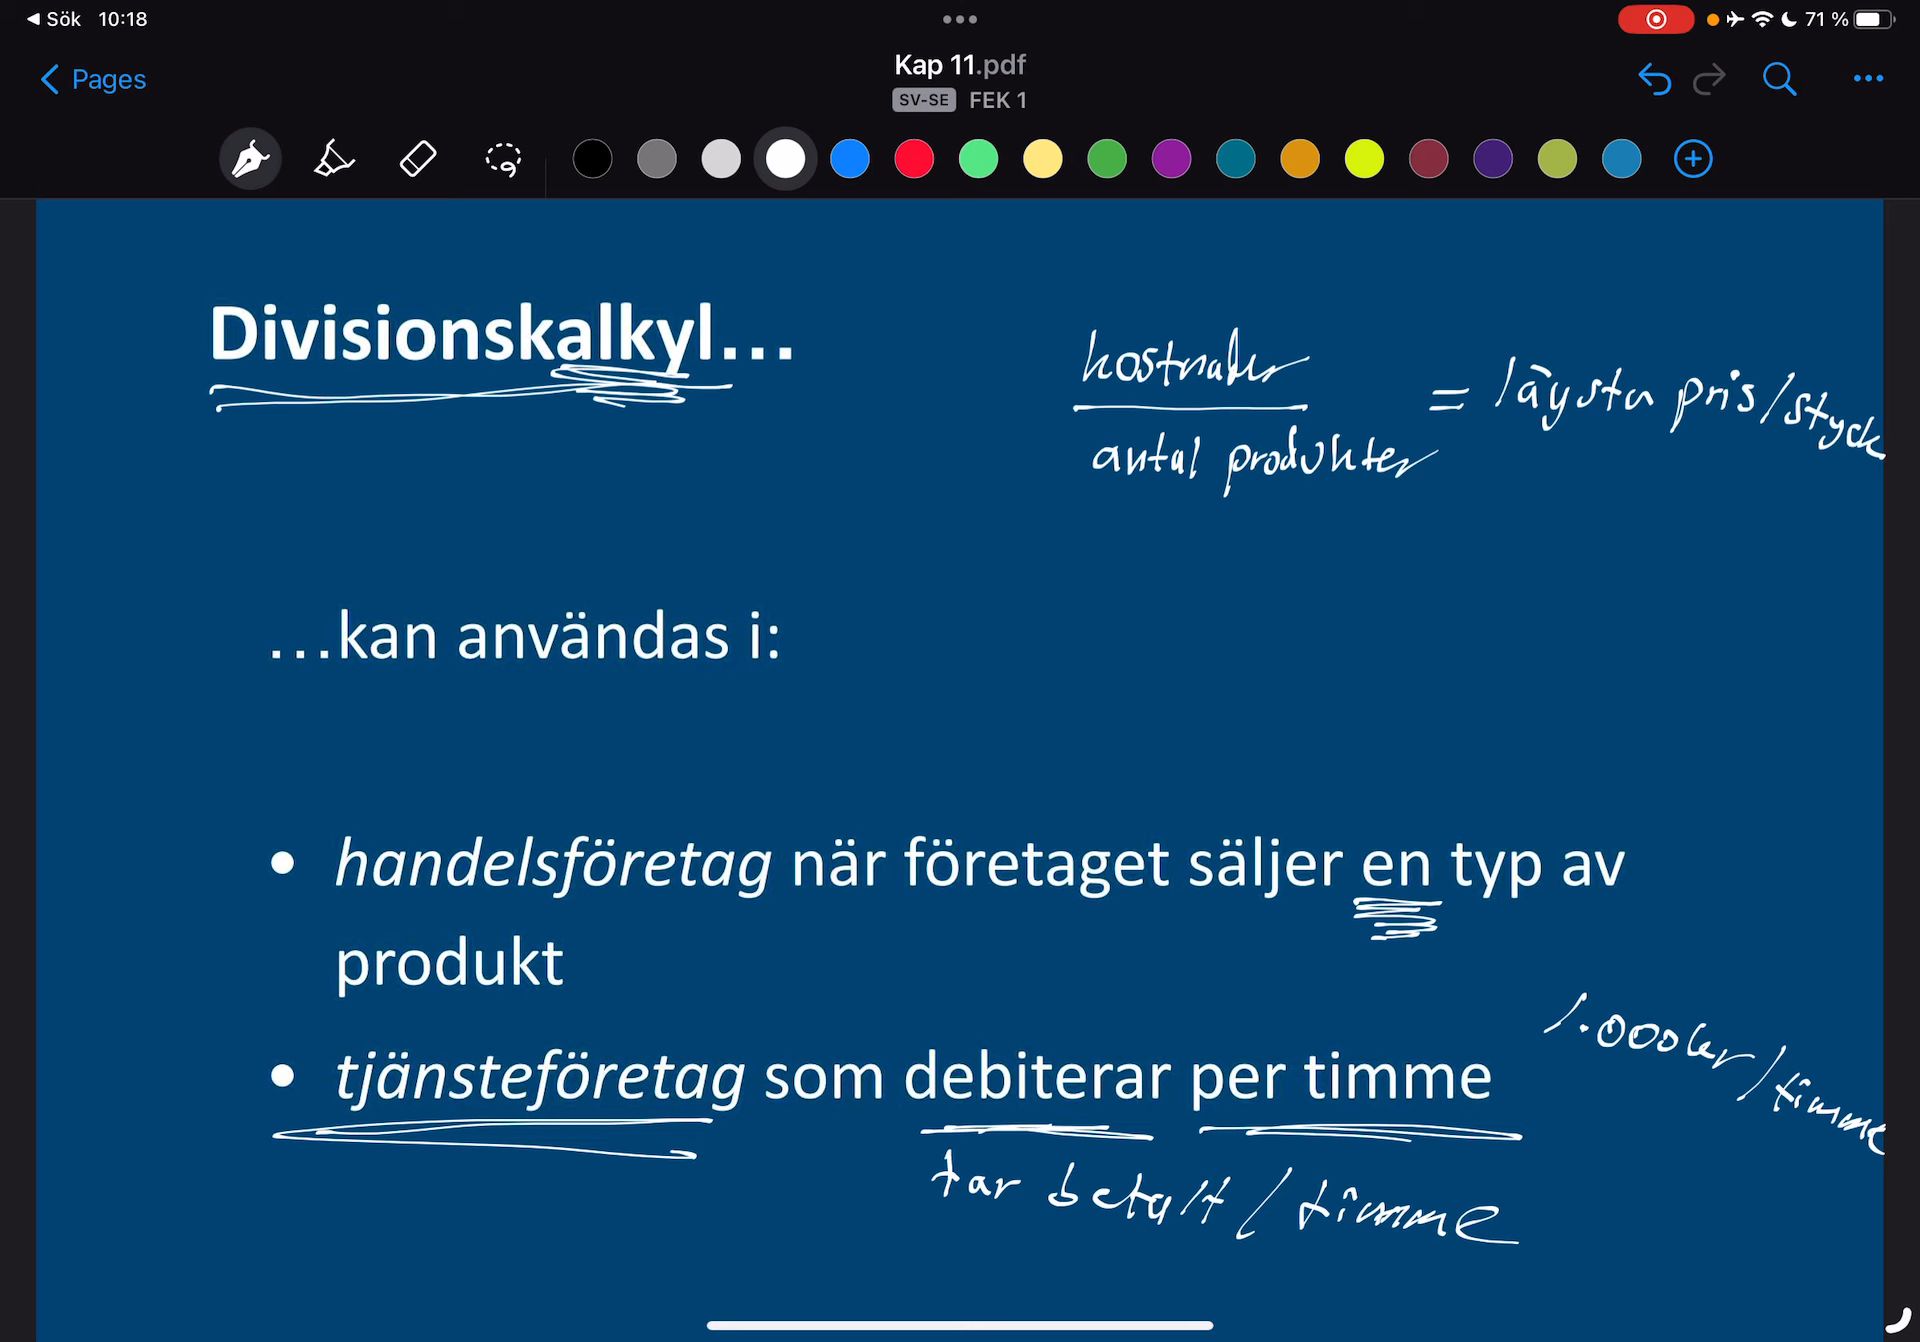 Sök 10:18
71 %
Pages
Kap 11.pdf
SV-SE FEK 1
Divisionskalkyl...
kostnader
antal produkter
= lägsta pris/styck
...kan användas i:
• handelsföretag när företaget säljer en typ av
produkt
1.000kr/timme
• tjänsteföretag som debiterar per timme
tar betalt/timme